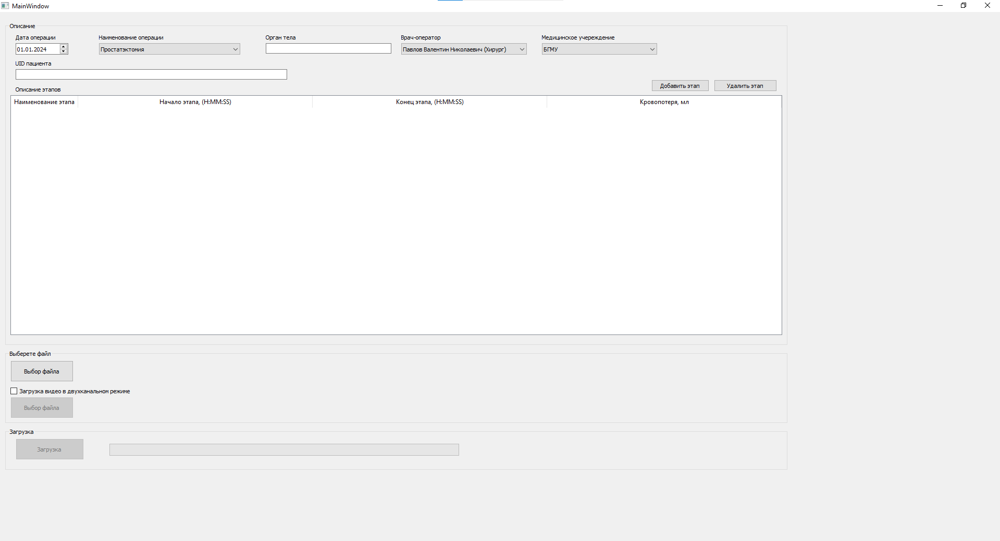 MainWindow
Описание
Дата операции Наименование операции Орган тела Врач-оператор Медицинское учереждение
01.01.2024 Простатэктомия Павлов Валентин Николаевич (Хирург) БГМУ
UID пациента
Описание этапов Добавить этап Удалить этап
Наименование этапа Начало этапа, (H:MM:SS) Конец этапа, (H:MM:SS) Кровопотеря, мл
Выберете файл
Выбор файла
Загрузка видео в двухканальном режиме
Выбор файла
Загрузка
Загрузка